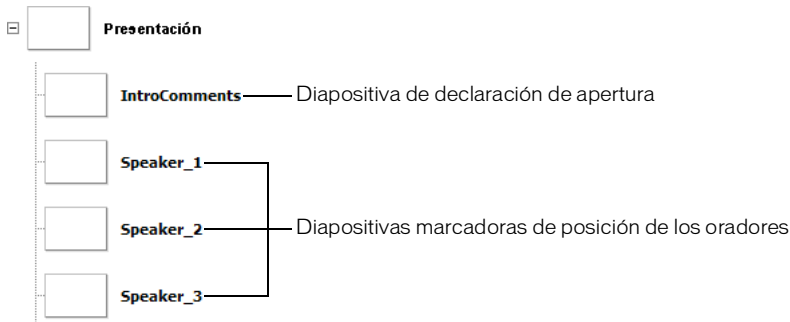 Presentación
IntroComments Diapositiva de declaración de apertura
Speaker_1
Speaker_2 Diapositivas marcadoras de posición de los oradores
Speaker_3